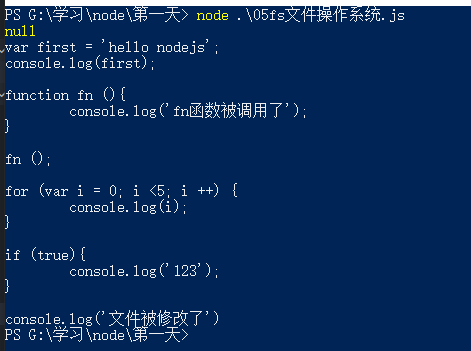 PS G:\学习\node\第一天> node .\05fs文件操作系统.js
null
var first = 'hello nodejs';
console.log(first);
function fn (){
console.log('fn函数被调用了');
}
fn ();
for (var i = 0; i <5; i ++) {
console.log(i);
}
if (true){
console.log('123');
}
console.log('文件被修改了')
PS G:\学习\node\第一天>